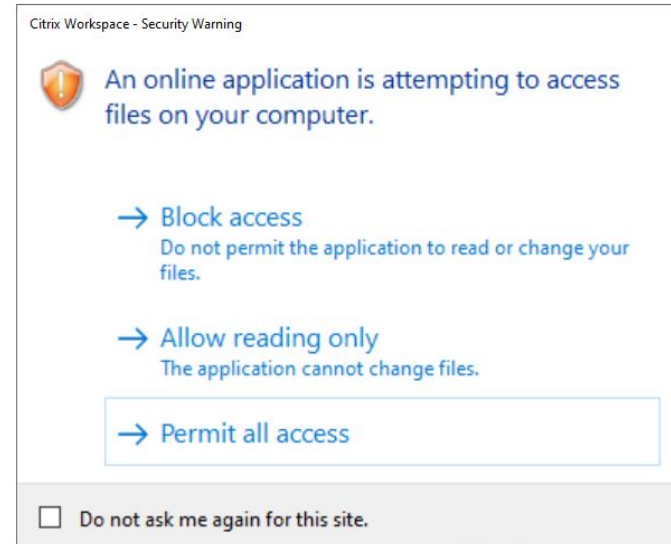 Citrix Workspace - Security Warning
An online application is attempting to access
files on your computer.
Block access
Do not permit the application to read or change your
files.
Allow reading only
The application cannot change files.
Permit all access
Do not ask me again for this site.